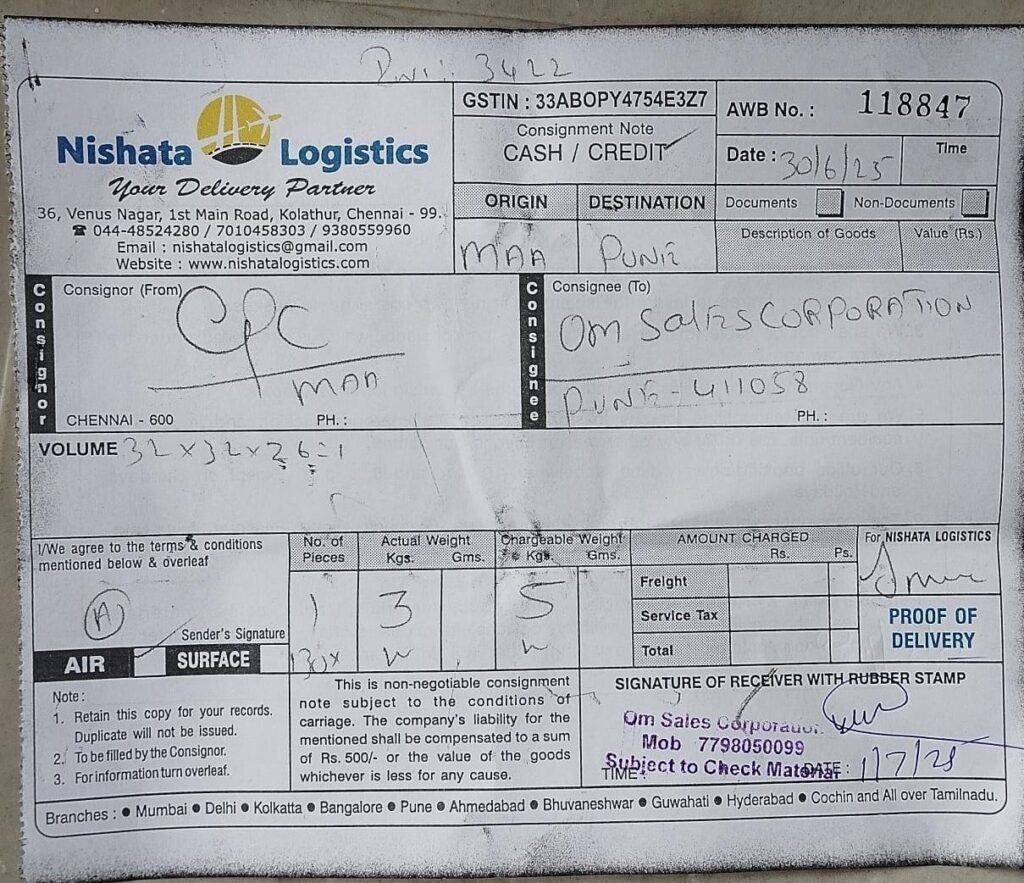 PUNE: 3422
Nishata Logistics
Your Delivery Partner
36, Venus Nagar, 1st Main Road, Kolathur, Chennai - 99.
☎ 044-48524280 / 7010458303 / 9380559960
Email : nishatalogistics@gmail.com
Website : www.nishatalogistics.com
GSTIN : 33ABOPY4754E3Z7
Consignment Note
CASH / CREDIT
AWB No. : 118847
Date : 30/6/25 Time
ORIGIN DESTINATION
MAA PUNE
Documents Non-Documents
Description of Goods Value (Rs.)
Consignor
Consignor (From)
CPC
MAA
CHENNAI - 600 PH. :
Consignee
Consignee (To)
OM SALES CORPORATION
PUNE - 411058
PH. :
VOLUME 32 x 32 x 26 = 1
I/We agree to the terms & conditions
mentioned below & overleaf
A
Sender's Signature
AIR SURFACE
No. of Pieces
1
130x
Actual Weight
Kgs. Gms.
3
Chargeable Weight
Kgs. Gms.
5
AMOUNT CHARGED
Rs. Ps.
Freight
Service Tax
Total
For NISHATA LOGISTICS
PROOF OF
DELIVERY
Note :
1. Retain this copy for your records.
Duplicate will not be issued.
2. To be filled by the Consignor.
3. For information turn overleaf.
This is non-negotiable consignment
note subject to the conditions of
carriage. The company's liability for the
mentioned shall be compensated to a sum
of Rs. 500/- or the value of the goods
whichever is less for any cause.
SIGNATURE OF RECEIVER WITH RUBBER STAMP
Om Sales Corporation
Mob 7798050099
Subject to Check Material
TIME : DATE : 1/7/25
Branches : ● Mumbai ● Delhi ● Kolkatta ● Bangalore ● Pune ● Ahmedabad ● Bhuvaneshwar ● Guwahati ● Hyderabad ● Cochin and All over Tamilnadu.